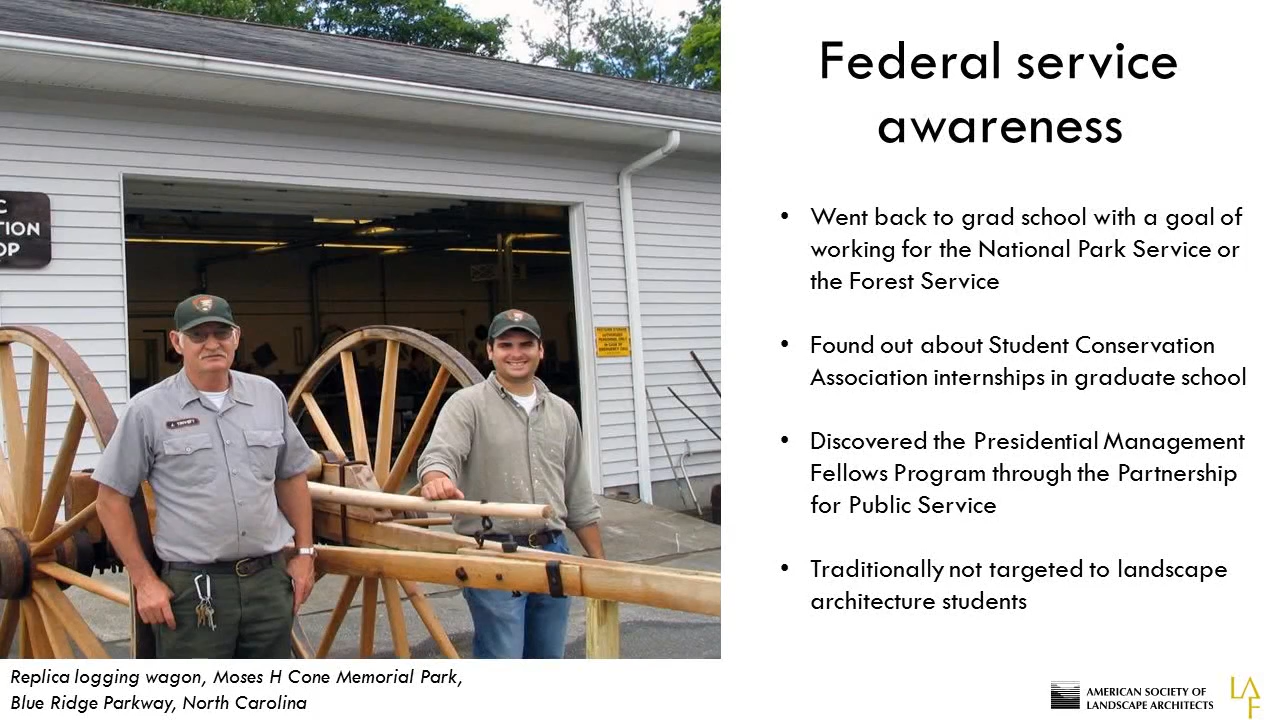 Federal service
awareness
• Went back to grad school with a goal of
working for the National Park Service or
the Forest Service
• Found out about Student Conservation
Association internships in graduate school
• Discovered the Presidential Management
Fellows Program through the Partnership
for Public Service
• Traditionally not targeted to landscape
architecture students
Replica logging wagon, Moses H Cone Memorial Park,
Blue Ridge Parkway, North Carolina
AMERICAN SOCIETY OF
LANDSCAPE ARCHITECTS
LAF
C
TION
OP